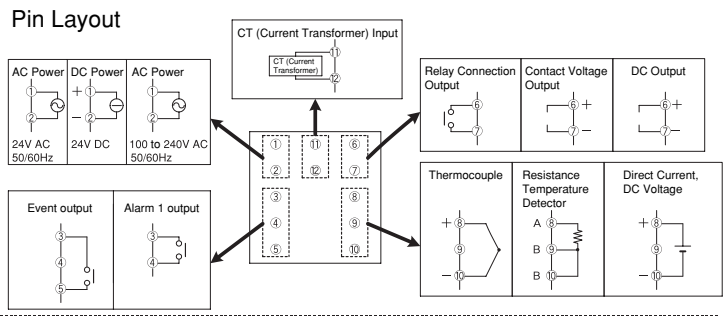 Pin Layout
CT (Current Transformer) Input
⑪
CT (Current
Transformer)
⑫
AC Power
①
②
24V AC
50/60Hz
DC Power
+ ①
− ②
24V DC
AC Power
①
②
100 to 240V AC
50/60Hz
Relay Connection
Output
⑥
⑦
Contact Voltage
Output
⑥ +
⑦ −
DC Output
⑥ +
⑦ −
① ⑪ ⑥
② ⑫ ⑦
③ ⑧
④ ⑨
⑤ ⑩
Event output
③
④
⑤
Alarm 1 output
③
④
Thermocouple
+ ⑧
⑨
− ⑩
Resistance
Temperature
Detector
A ⑧
B ⑨
B ⑩
Direct Current,
DC Voltage
+ ⑧
⑨
− ⑩